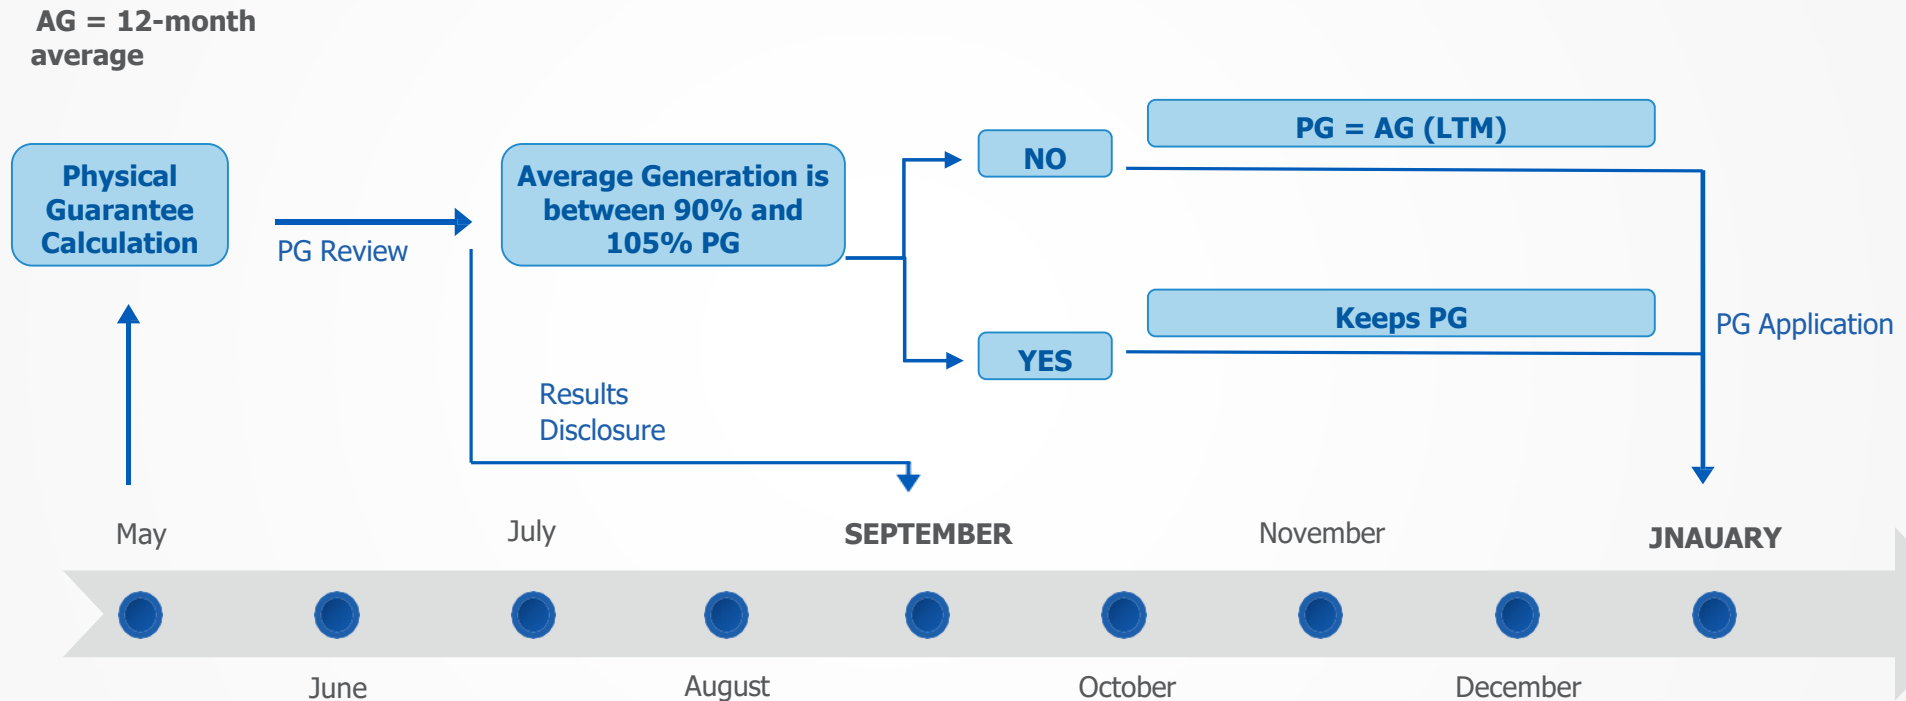 AG = 12-month
average
Physical
Guarantee
Calculation
PG Review
Average Generation is
between 90% and
105% PG
NO
PG = AG (LTM)
YES
Keeps PG
PG Application
Results
Disclosure
May
July
SEPTEMBER
November
JNAUARY
June
August
October
December